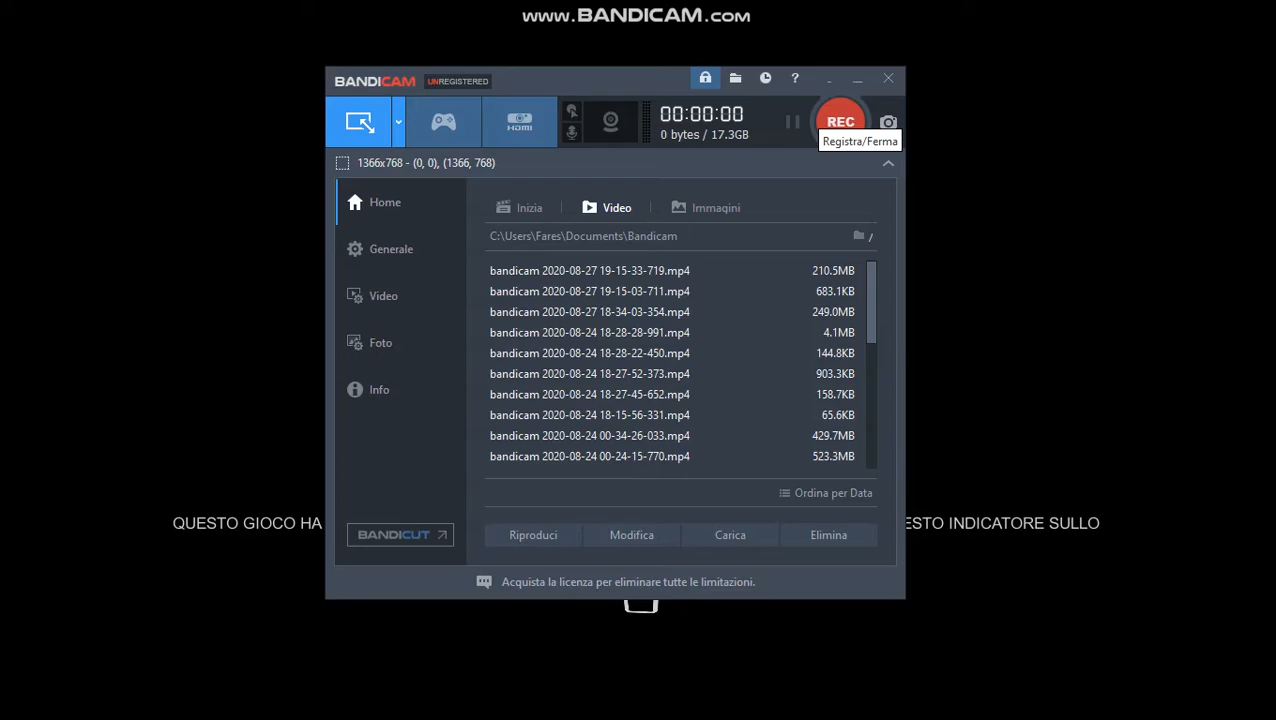 www.BANDICAM.com
BANDICAM UNREGISTERED
?
HDMI
00:00:00
0 bytes / 17.3GB
REC
Registra/Ferma
1366x768 - (0, 0), (1366, 768)
Home
Generale
Video
Foto
Info
BANDICUT
Inizia
Video
Immagini
C:\Users\Fares\Documents\Bandicam
/
bandicam 2020-08-27 19-15-33-719.mp4 210.5MB
bandicam 2020-08-27 19-15-03-711.mp4 683.1KB
bandicam 2020-08-27 18-34-03-354.mp4 249.0MB
bandicam 2020-08-24 18-28-28-991.mp4 4.1MB
bandicam 2020-08-24 18-28-22-450.mp4 144.8KB
bandicam 2020-08-24 18-27-52-373.mp4 903.3KB
bandicam 2020-08-24 18-27-45-652.mp4 158.7KB
bandicam 2020-08-24 18-15-56-331.mp4 65.6KB
bandicam 2020-08-24 00-34-26-033.mp4 429.7MB
bandicam 2020-08-24 00-24-15-770.mp4 523.3MB
Ordina per Data
Riproduci
Modifica
Carica
Elimina
Acquista la licenza per eliminare tutte le limitazioni.
QUESTO GIOCO HA
ESTO INDICATORE SULLO